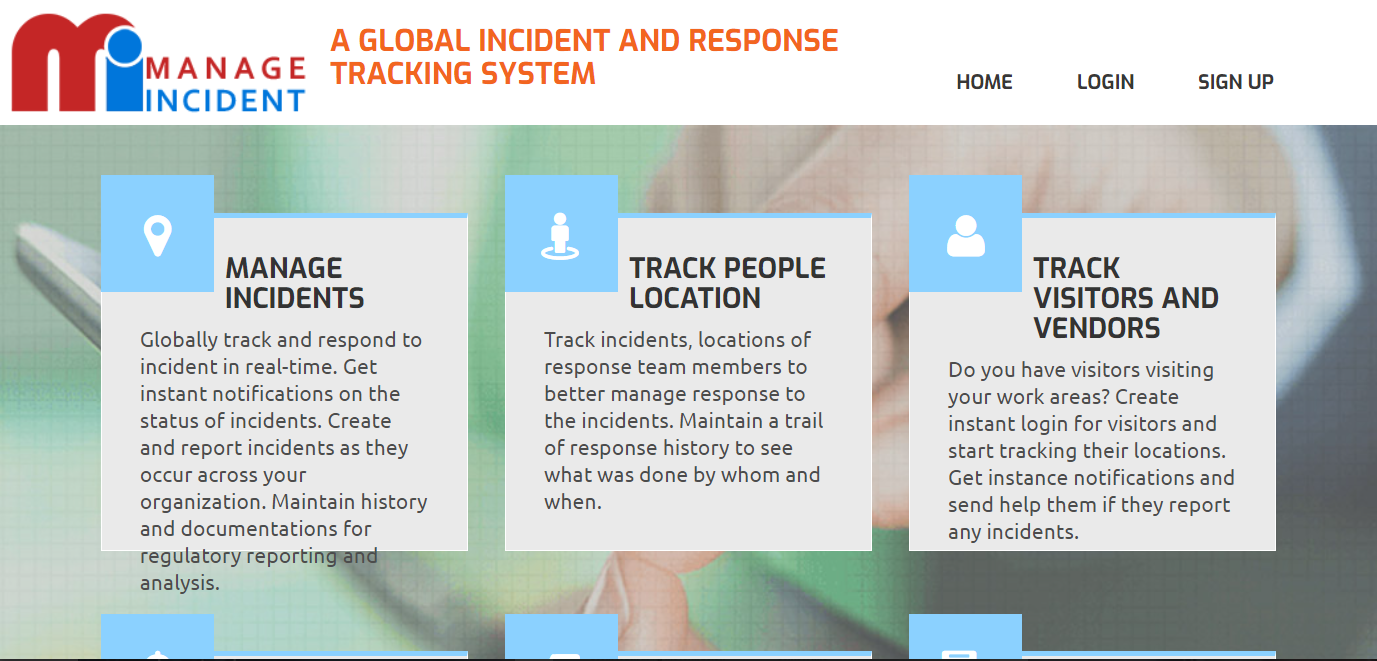 MANAGE
INCIDENT
A GLOBAL INCIDENT AND RESPONSE
TRACKING SYSTEM
HOME
LOGIN
SIGN UP
MANAGE
INCIDENTS
Globally track and respond to
incident in real-time. Get
instant notifications on the
status of incidents. Create
and report incidents as they
occur across your
organization. Maintain history
and documentations for
regulatory reporting and
analysis.
TRACK PEOPLE
LOCATION
Track incidents, locations of
response team members to
better manage response to
the incidents. Maintain a trail
of response history to see
what was done by whom and
when.
TRACK
VISITORS AND
VENDORS
Do you have visitors visiting
your work areas? Create
instant login for visitors and
start tracking their locations.
Get instance notifications and
send help them if they report
any incidents.